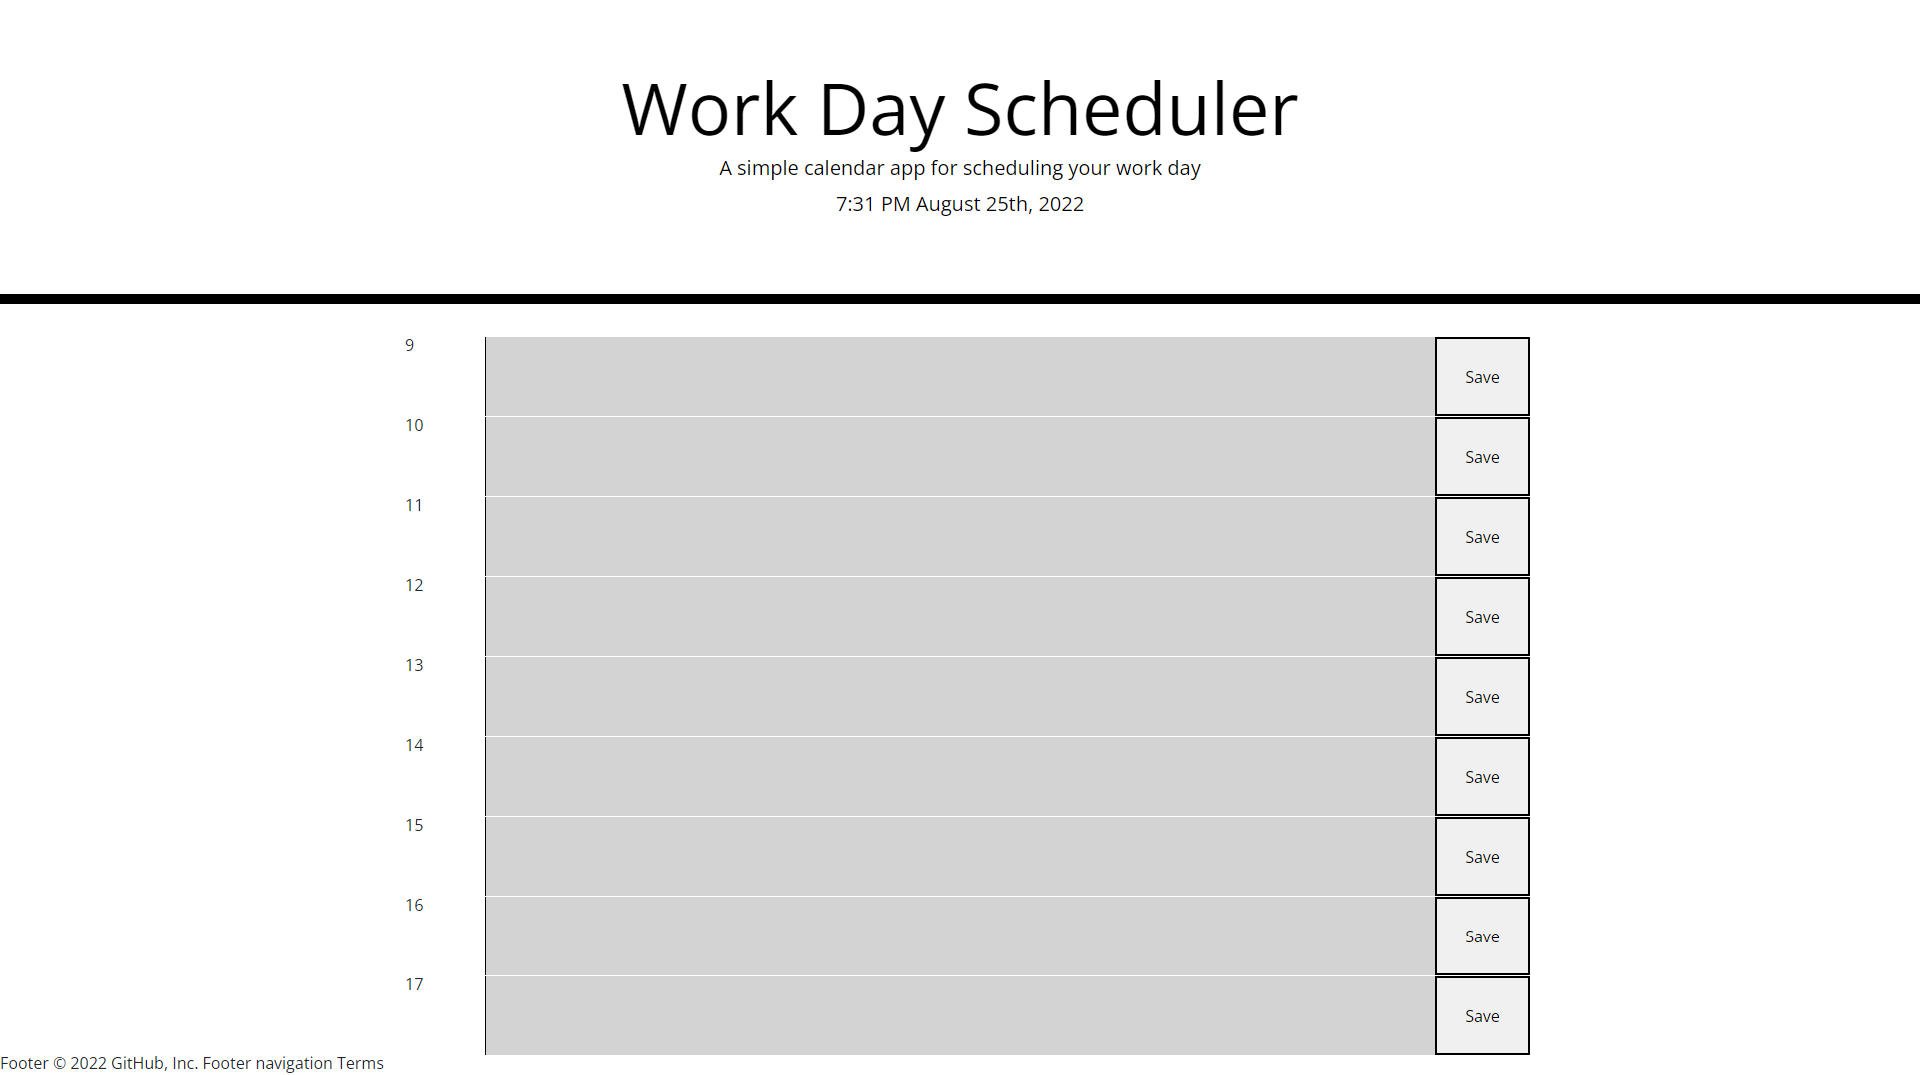 Work Day Scheduler
A simple calendar app for scheduling your work day
7:31 PM August 25th, 2022
9
Save
10
Save
11
Save
12
Save
13
Save
14
Save
15
Save
16
Save
17
Save
Footer © 2022 GitHub, Inc. Footer navigation Terms